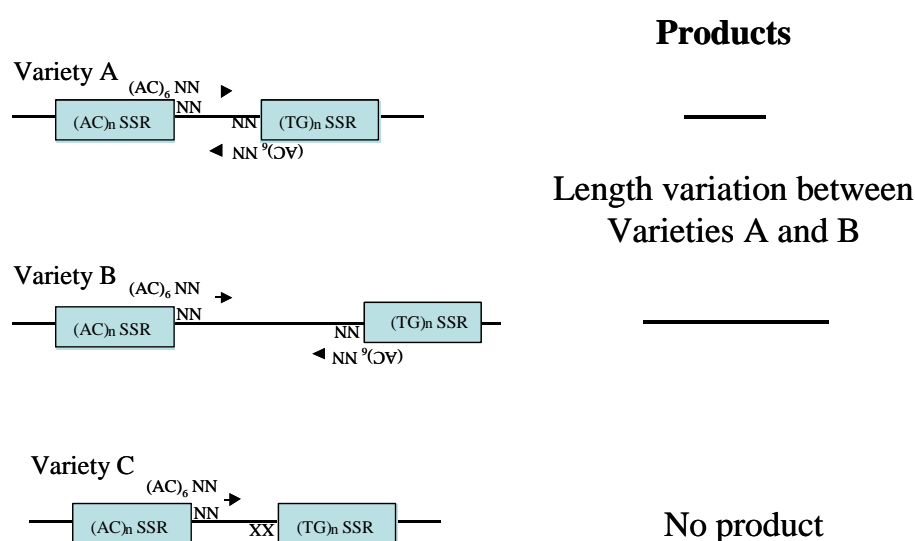 Products
Variety A
(AC)₆ NN
NN
(AC)n SSR
NN
(TG)n SSR
(AC)₆ NN
Length variation between
Varieties A and B
Variety B
(AC)₆ NN
NN
(AC)n SSR
NN
(TG)n SSR
(AC)₆ NN
Variety C
(AC)₆ NN
NN
(AC)n SSR
XX
(TG)n SSR
No product